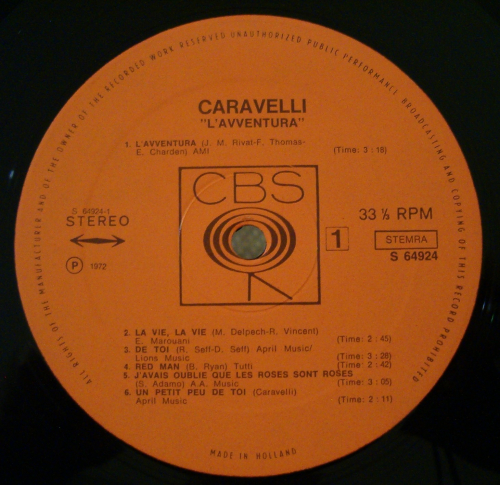 ALL RIGHTS OF THE MANUFACTURER AND OF THE OWNER OF THE RECORDED WORK RESERVED UNAUTHORIZED PUBLIC PERFORMANCE BROADCASTING AND COPYING OF THIS RECORD PROHIBITED
CARAVELLI
"L'AVVENTURA"
1. L'AVVENTURA (J. M. Rivat-F. Thomas-
E. Charden) AMI (Time: 3 : 18)
CBS
S 64924-1
STEREO
33 ⅓ RPM
1
STEMRA
S 64924
P 1972
2. LA VIE, LA VIE (M. Delpech-R. Vincent)
E. Marouani (Time: 2 : 45)
3. DE TOI (R. Seff-D. Seff) April Music/
Lions Music (Time: 3 : 28)
4. RED MAN (B. Ryan) Tutti (Time: 2 : 42)
5. J'AVAIS OUBLIE QUE LES ROSES SONT ROSES
(S. Adamo) A.A. Music (Time: 3 : 05)
6. UN PETIT PEU DE TOI (Caravelli)
April Music (Time: 2 : 11)
MADE IN HOLLAND